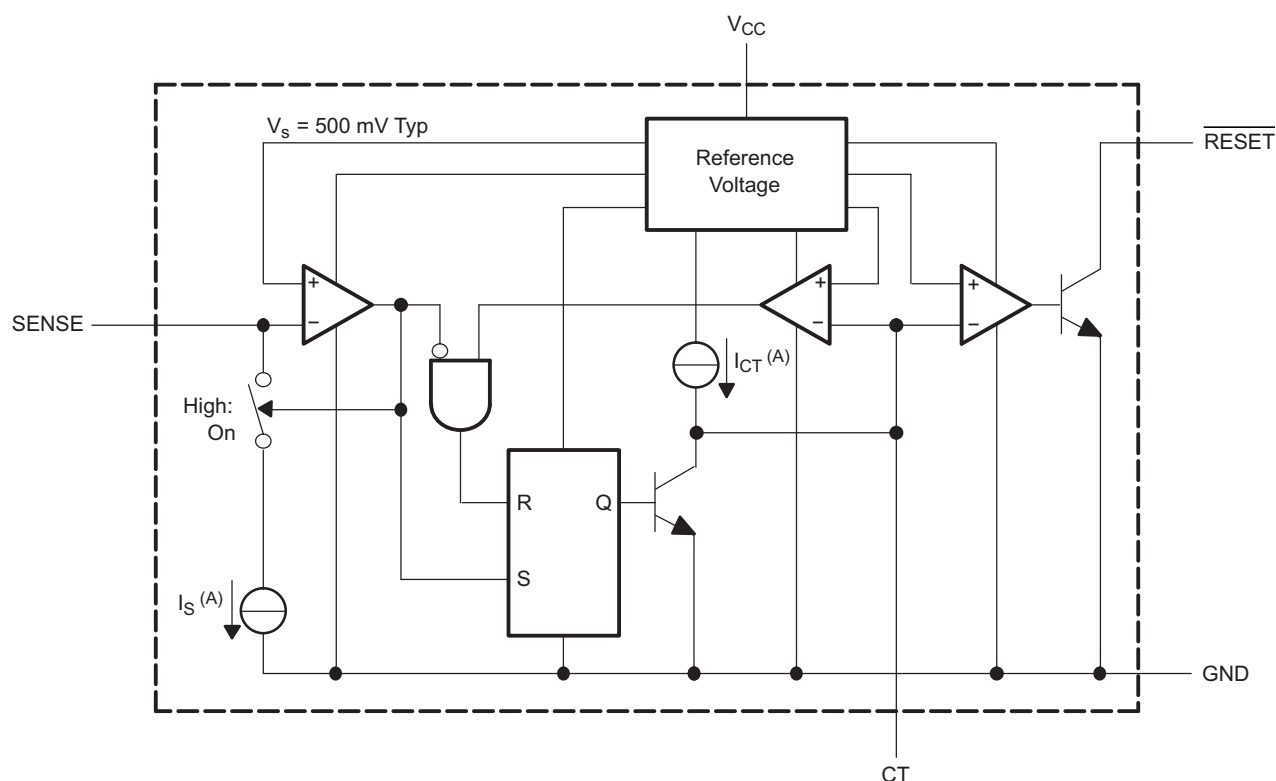 VCC
Vs = 500 mV Typ
Reference
Voltage
RESET
+
−
+
−
+
−
SENSE
ICT (A)
High:
On
R
Q
S
IS (A)
GND
CT